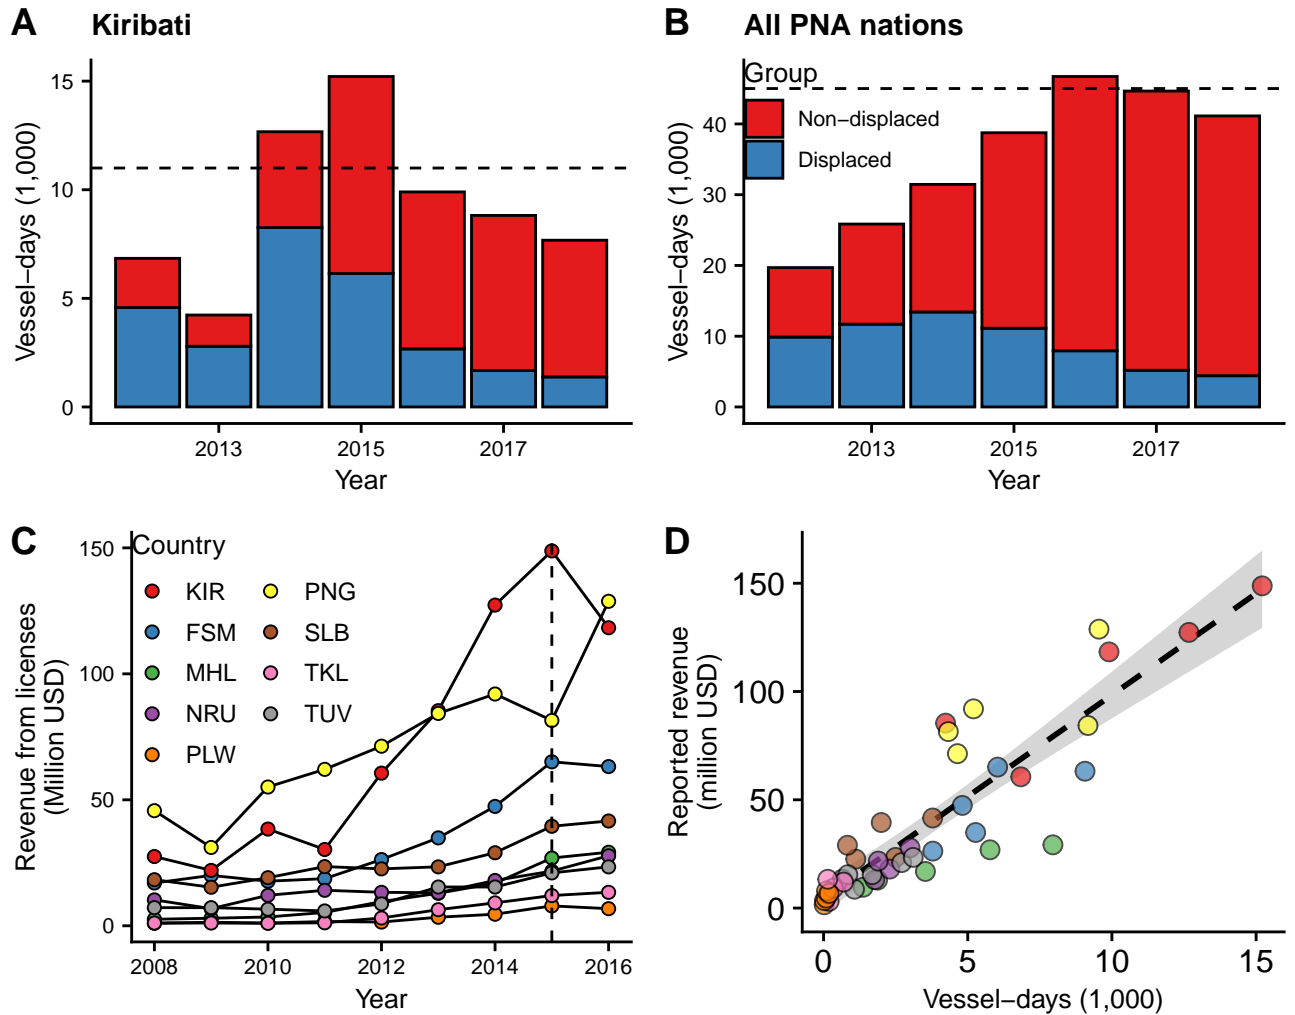 A Kiribati
Vessel−days (1,000)
15
10
5
0
2013 2015 2017
Year
B All PNA nations
Group
Non−displaced
Displaced
Vessel−days (1,000)
40
30
20
10
0
2013 2015 2017
Year
C
Country
KIR PNG
FSM SLB
MHL TKL
NRU TUV
PLW
Revenue from licenses
(Million USD)
150
100
50
0
2008 2010 2012 2014 2016
Year
D
Reported revenue
(million USD)
150
100
50
0
0 5 10 15
Vessel−days (1,000)